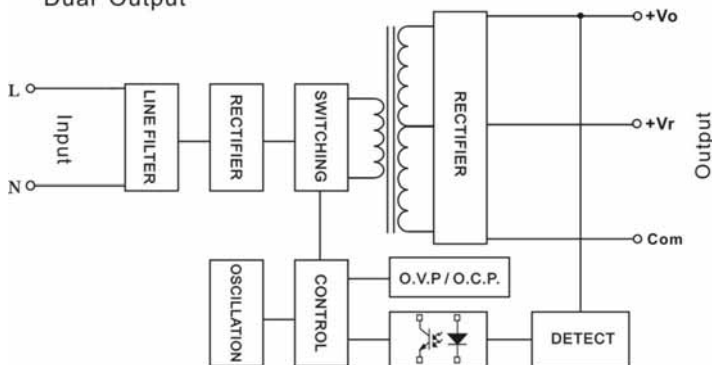 Dual Output
L
N
Input
LINE FILTER
RECTIFIER
SWITCHING
RECTIFIER
+Vo
+Vr
Com
Output
OSCILLATION
CONTROL
O.V.P / O.C.P.
DETECT